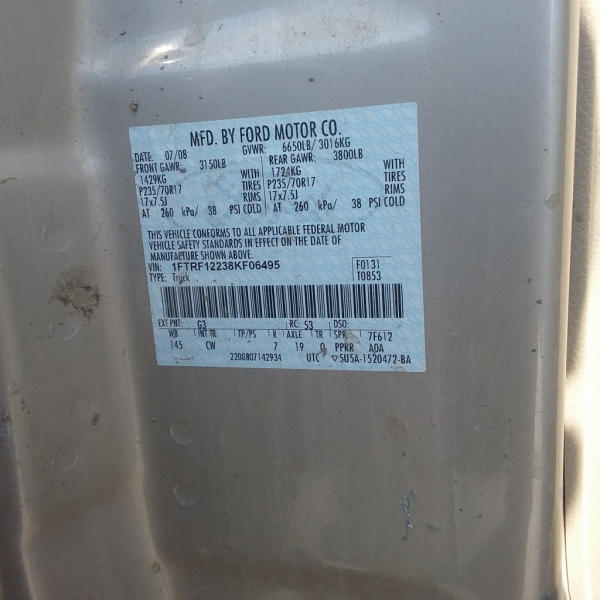 MFD. BY FORD MOTOR CO.
DATE: 07/08 GVWR: 6650LB/ 3016KG
FRONT GAWR: 3150LB REAR GAWR: 3800LB
1429KG WITH 1724KG WITH
P235/70R17 TIRES P235/70R17 TIRES
17x7.5J RIMS 17x7.5J RIMS
AT 260 kPa/ 38 PSI COLD AT 260 kPa/ 38 PSI COLD
THIS VEHICLE CONFORMS TO ALL APPLICABLE FEDERAL MOTOR
VEHICLE SAFETY STANDARDS IN EFFECT ON THE DATE OF
MANUFACTURE SHOWN ABOVE.
VIN: 1FTRF12238KF06495 F0131
TYPE: Truck T0853
EXT PNT: G3 RC: 53 DSO:
WB INT TR TP/PS R AXLE TR SPR 7F612
145 CW 7 19 Q PPRR AOA
2200807142934 UTC ▽5U5A-1520472-BA